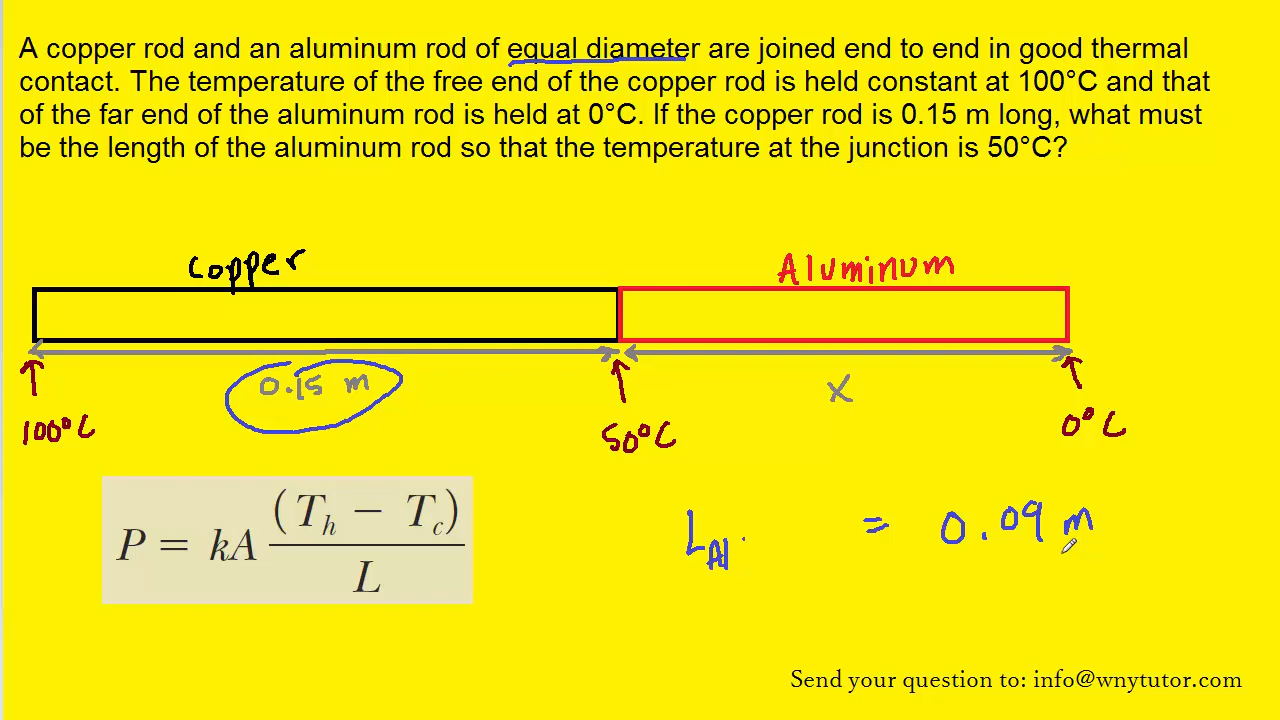 A copper rod and an aluminum rod of equal diameter are joined end to end in good thermal
contact. The temperature of the free end of the copper rod is held constant at 100°C and that
of the far end of the aluminum rod is held at 0°C. If the copper rod is 0.15 m long, what must
be the length of the aluminum rod so that the temperature at the junction is 50°C?
Copper
Aluminum
0.15 m
x
100°C
50°C
0°C
P = kA (T_h − T_c) / L
L_Al = 0.09 m
Send your question to: info@wnytutor.com